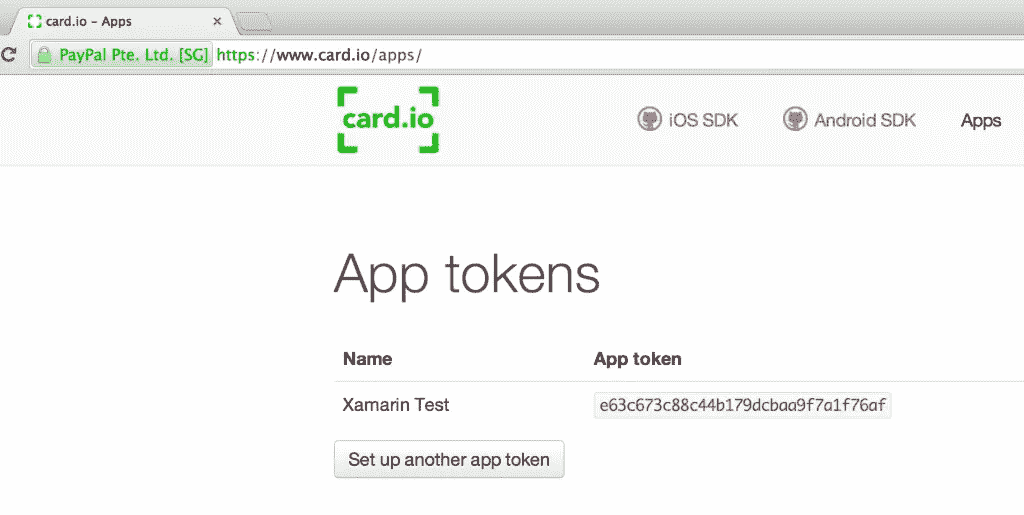 card.io - Apps
PayPal Pte. Ltd. [SG] https://www.card.io/apps/
card.io iOS SDK Android SDK Apps
App tokens
Name App token
Xamarin Test e63c673c88c44b179dcbaa9f7a1f76af
Set up another app token